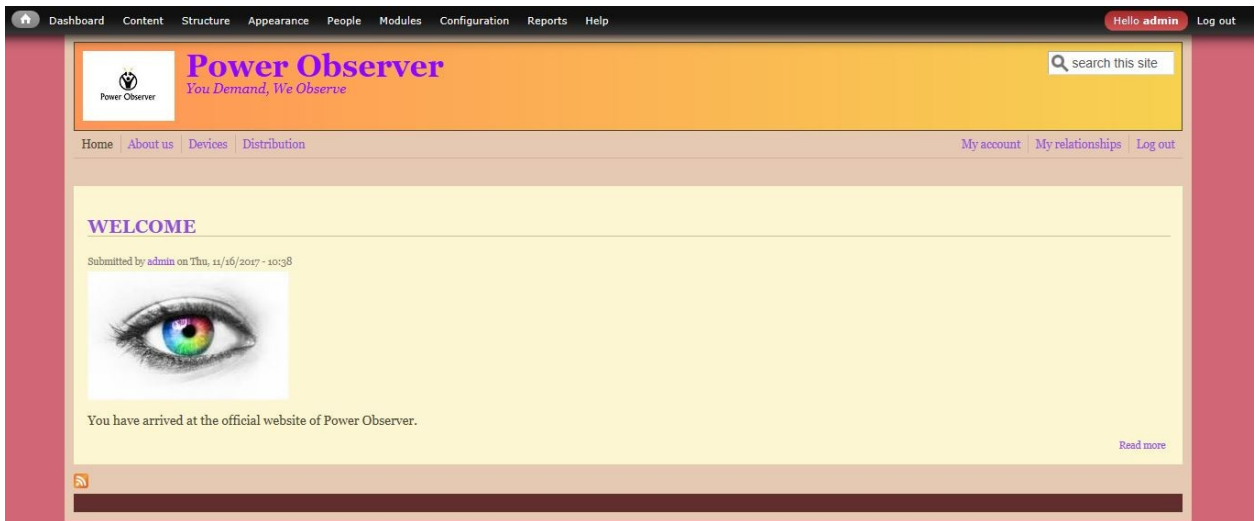 Dashboard Content Structure Appearance People Modules Configuration Reports Help Hello admin Log out
Power Observer
Power Observer
You Demand, We Observe
search this site
Home About us Devices Distribution My account My relationships Log out
WELCOME
Submitted by admin on Thu, 11/16/2017 - 10:38
You have arrived at the official website of Power Observer.
Read more